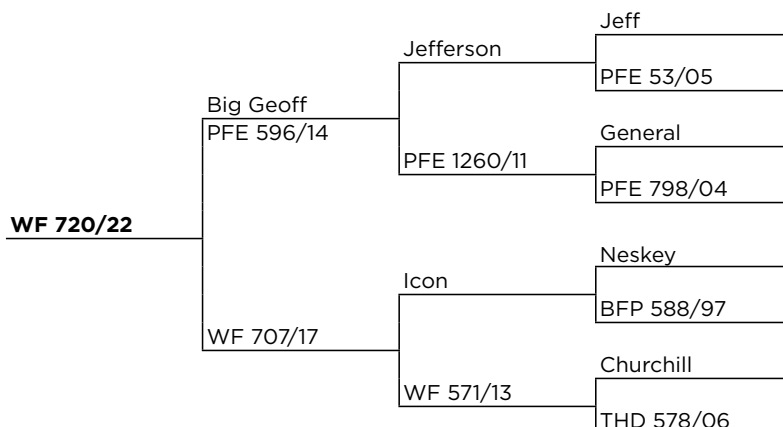 Jeff
Jefferson
PFE 53/05
Big Geoff
PFE 596/14
General
PFE 1260/11
PFE 798/04
WF 720/22
Neskey
Icon
BFP 588/97
WF 707/17
Churchill
WF 571/13
THD 578/06